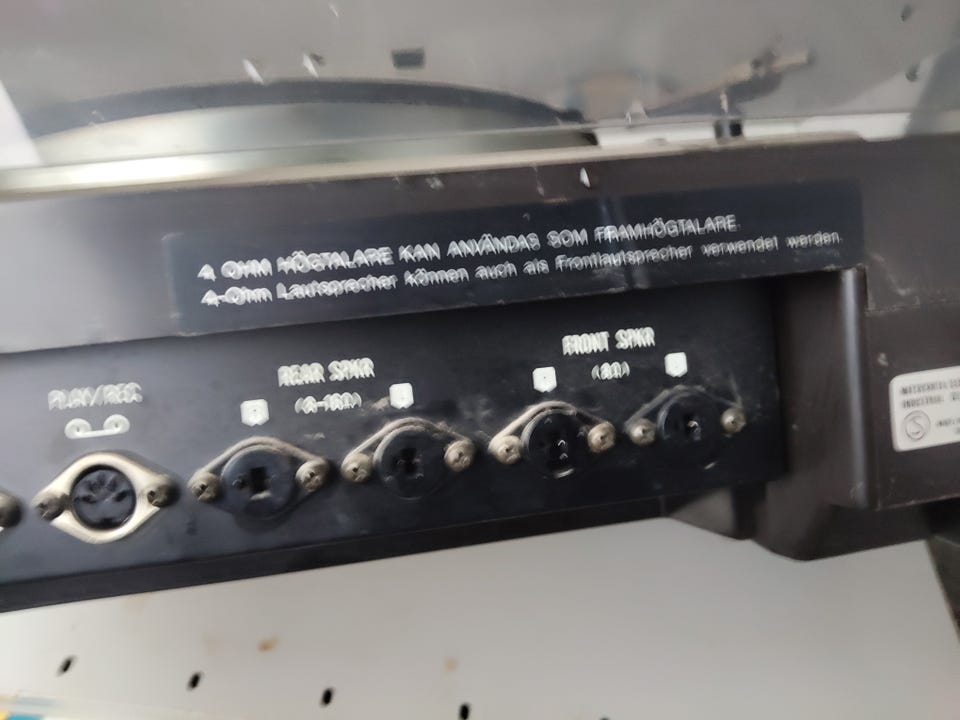 4 OHM HÖGTALARE KAN ANVÄNDAS SOM FRAMHÖGTALARE.
4-Ohm Lautsprecher können auch als Frontlautsprecher verwendet werden.
PLAY/REC
REAR SPKR
FRONT SPKR
(8Ω)